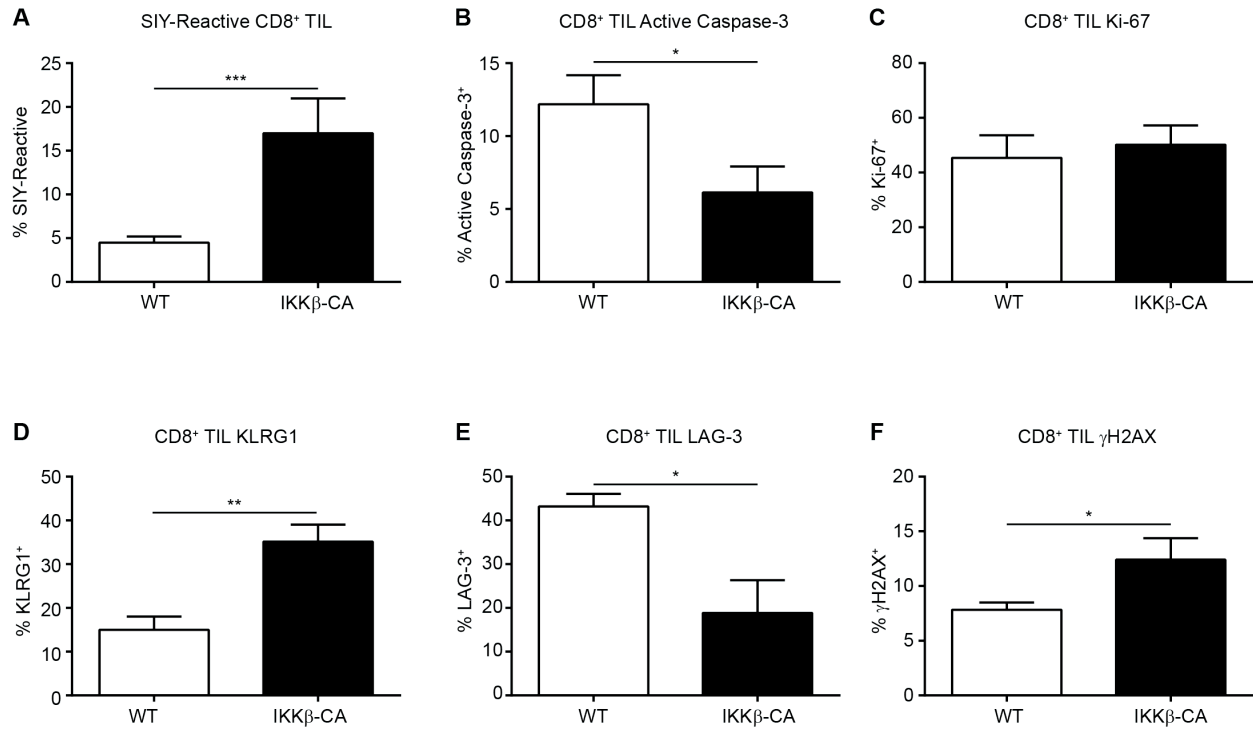 A
SIY-Reactive CD8⁺ TIL
% SIY-Reactive
25
20
15
10
5
0
***
WT
IKKβ-CA
B
CD8⁺ TIL Active Caspase-3
% Active Caspase-3⁺
15
10
5
0
*
WT
IKKβ-CA
C
CD8⁺ TIL Ki-67
% Ki-67⁺
80
60
40
20
0
WT
IKKβ-CA
D
CD8⁺ TIL KLRG1
% KLRG1⁺
50
40
30
20
10
0
**
WT
IKKβ-CA
E
CD8⁺ TIL LAG-3
% LAG-3⁺
50
40
30
20
10
0
*
WT
IKKβ-CA
F
CD8⁺ TIL γH2AX
% γH2AX⁺
20
15
10
5
0
*
WT
IKKβ-CA